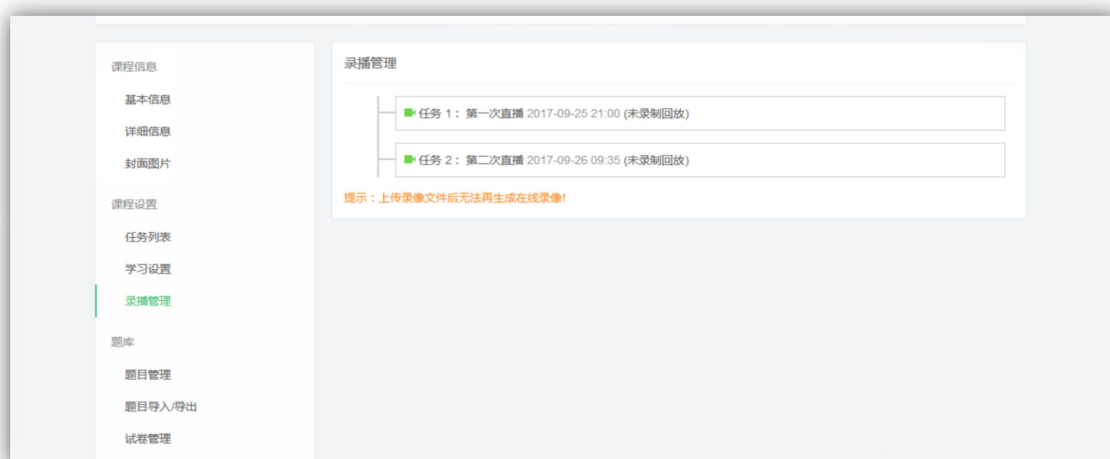 课程信息
基本信息
详细信息
封面图片
课程设置
任务列表
学习设置
录播管理
题库
题目管理
题目导入/导出
试卷管理
录播管理
任务 1： 第一次直播 2017-09-25 21:00 (未录制回放)
任务 2： 第二次直播 2017-09-26 09:35 (未录制回放)
提示：上传录像文件后无法再生成在线录像!